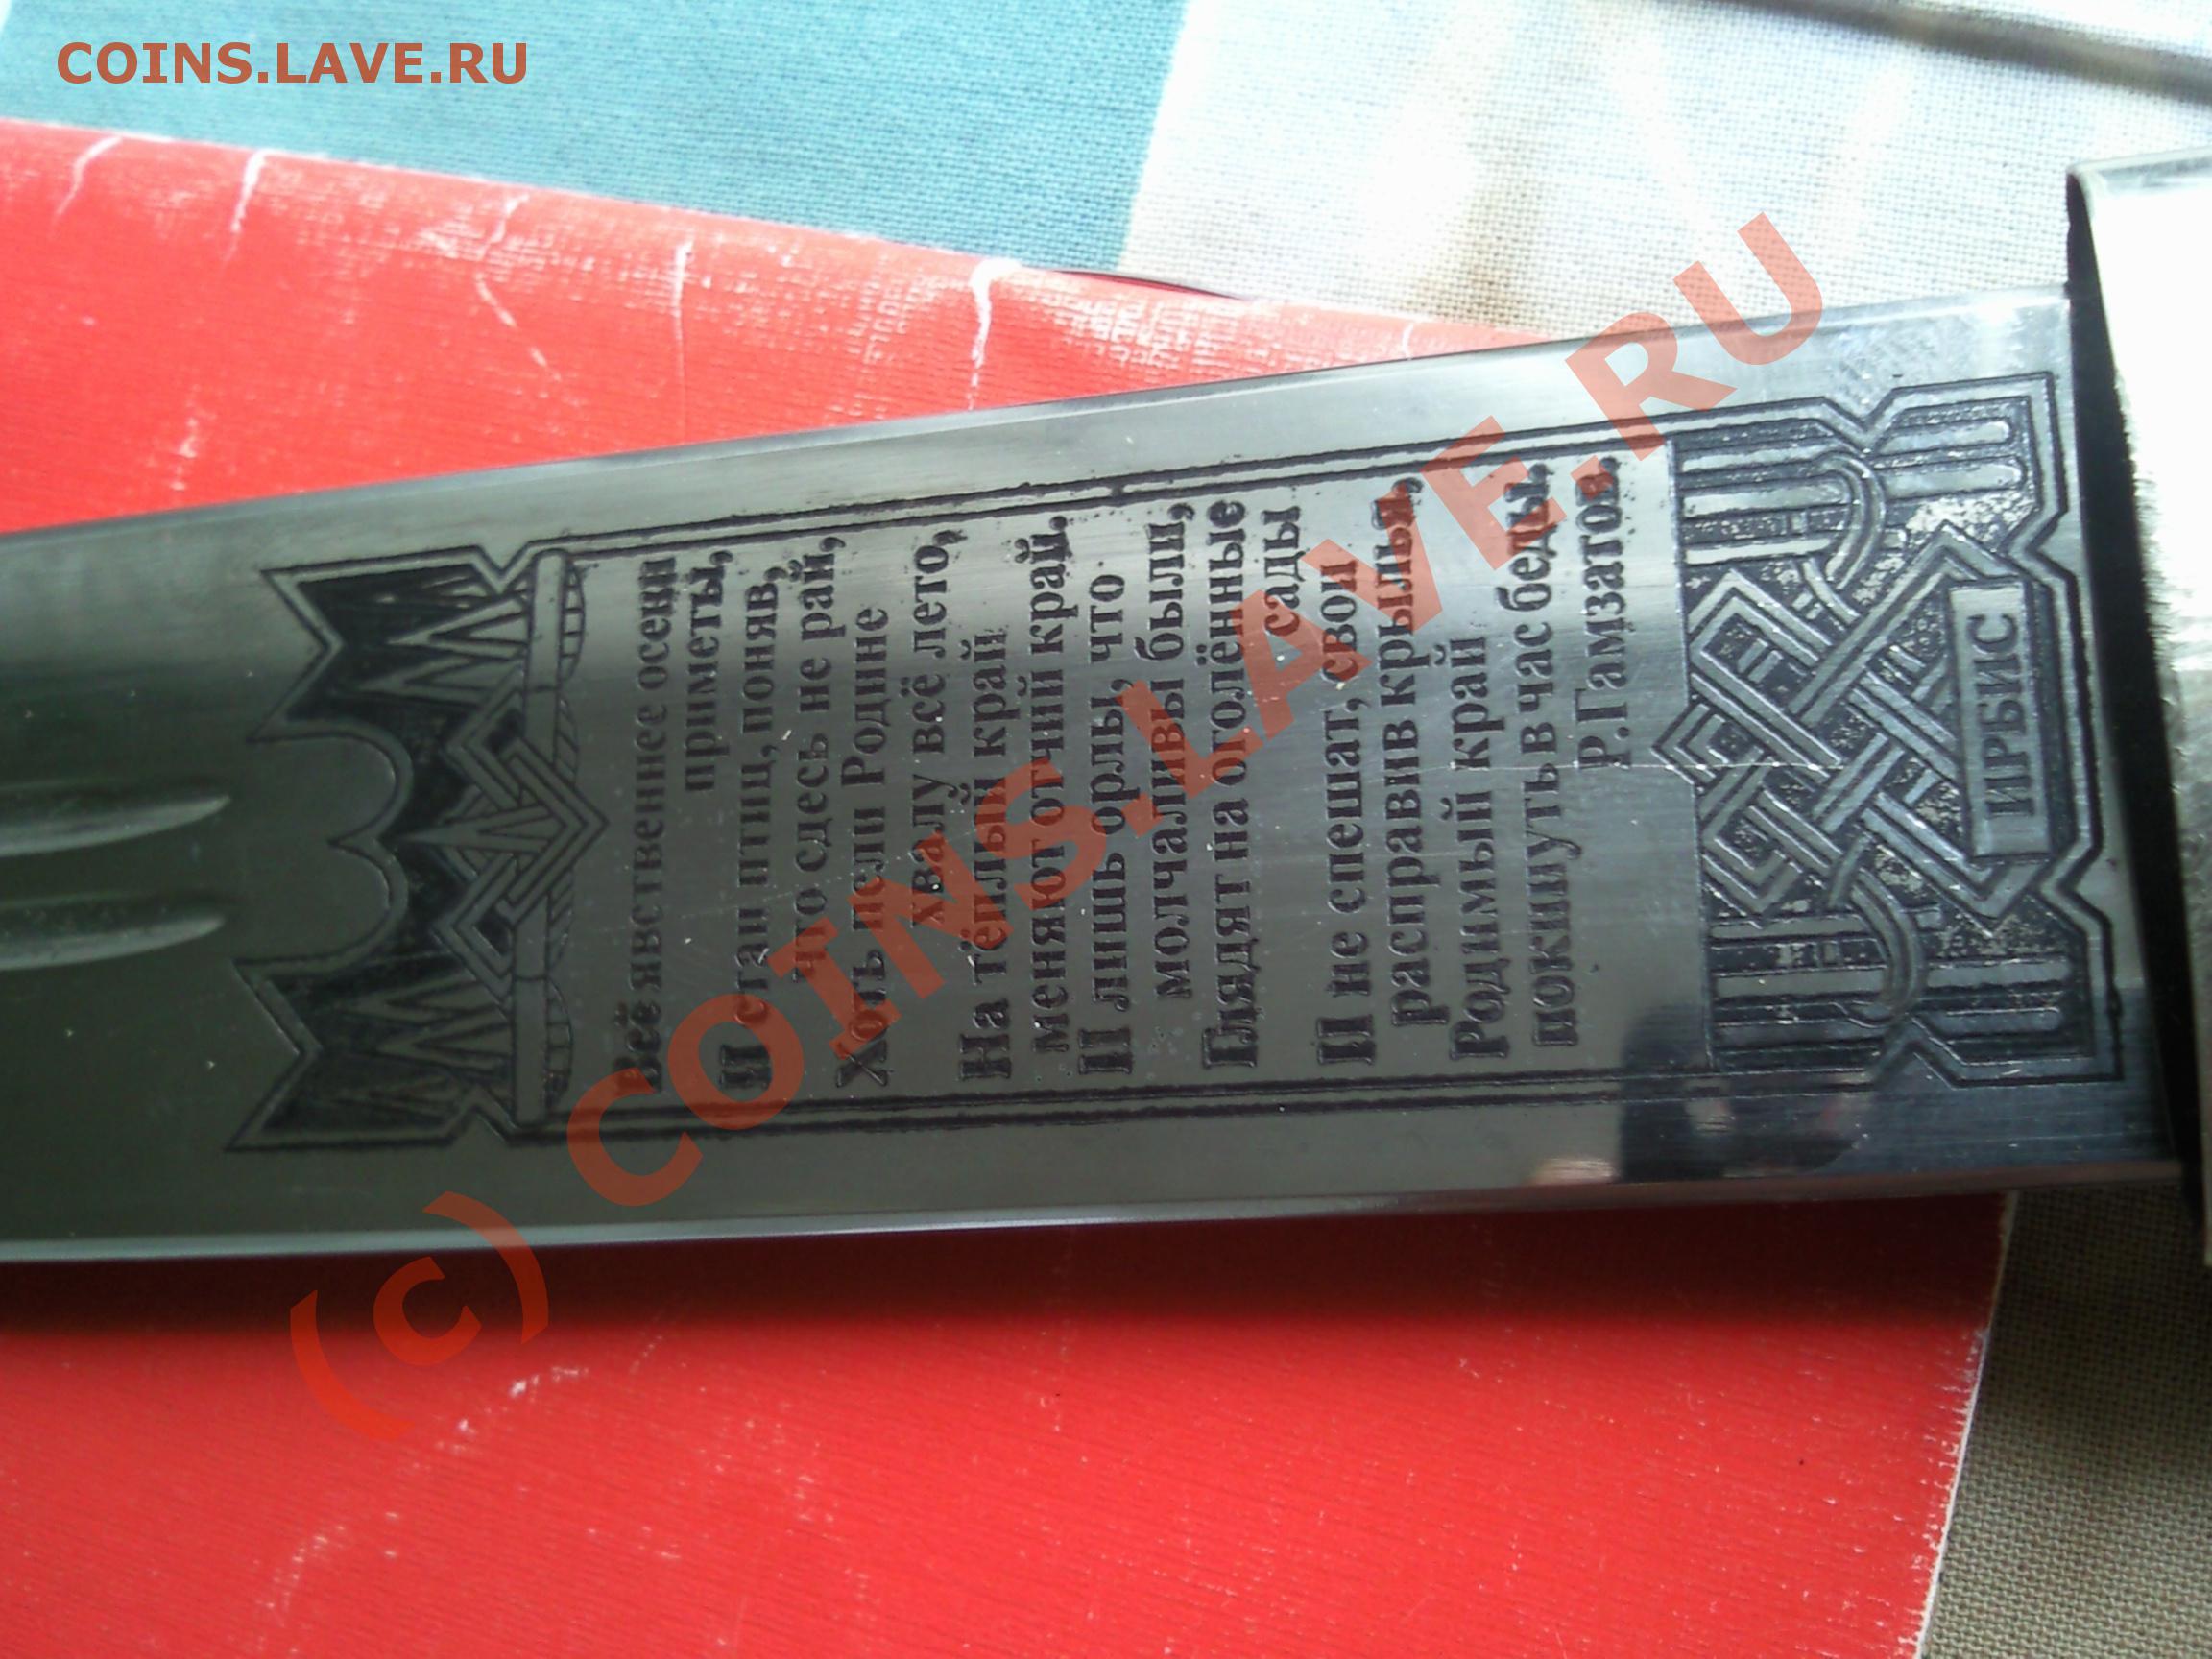 COINS.LAVE.RU
Всё явственнее осени
приметы,
И стаи птиц, поняв,
что здесь не рай,
Хоть пели Родине
хвалу всё лето,
На тёплый край
меняют отчий край.
И лишь орлы, что
молчаливы были,
Глядят на оголённые
сады
И не спешат, свои
расправив крылья,
Родимый край
покинуть в час беды.
Р.Гамзатов.
ИРБИС
(c) COINS.LAVE.RU